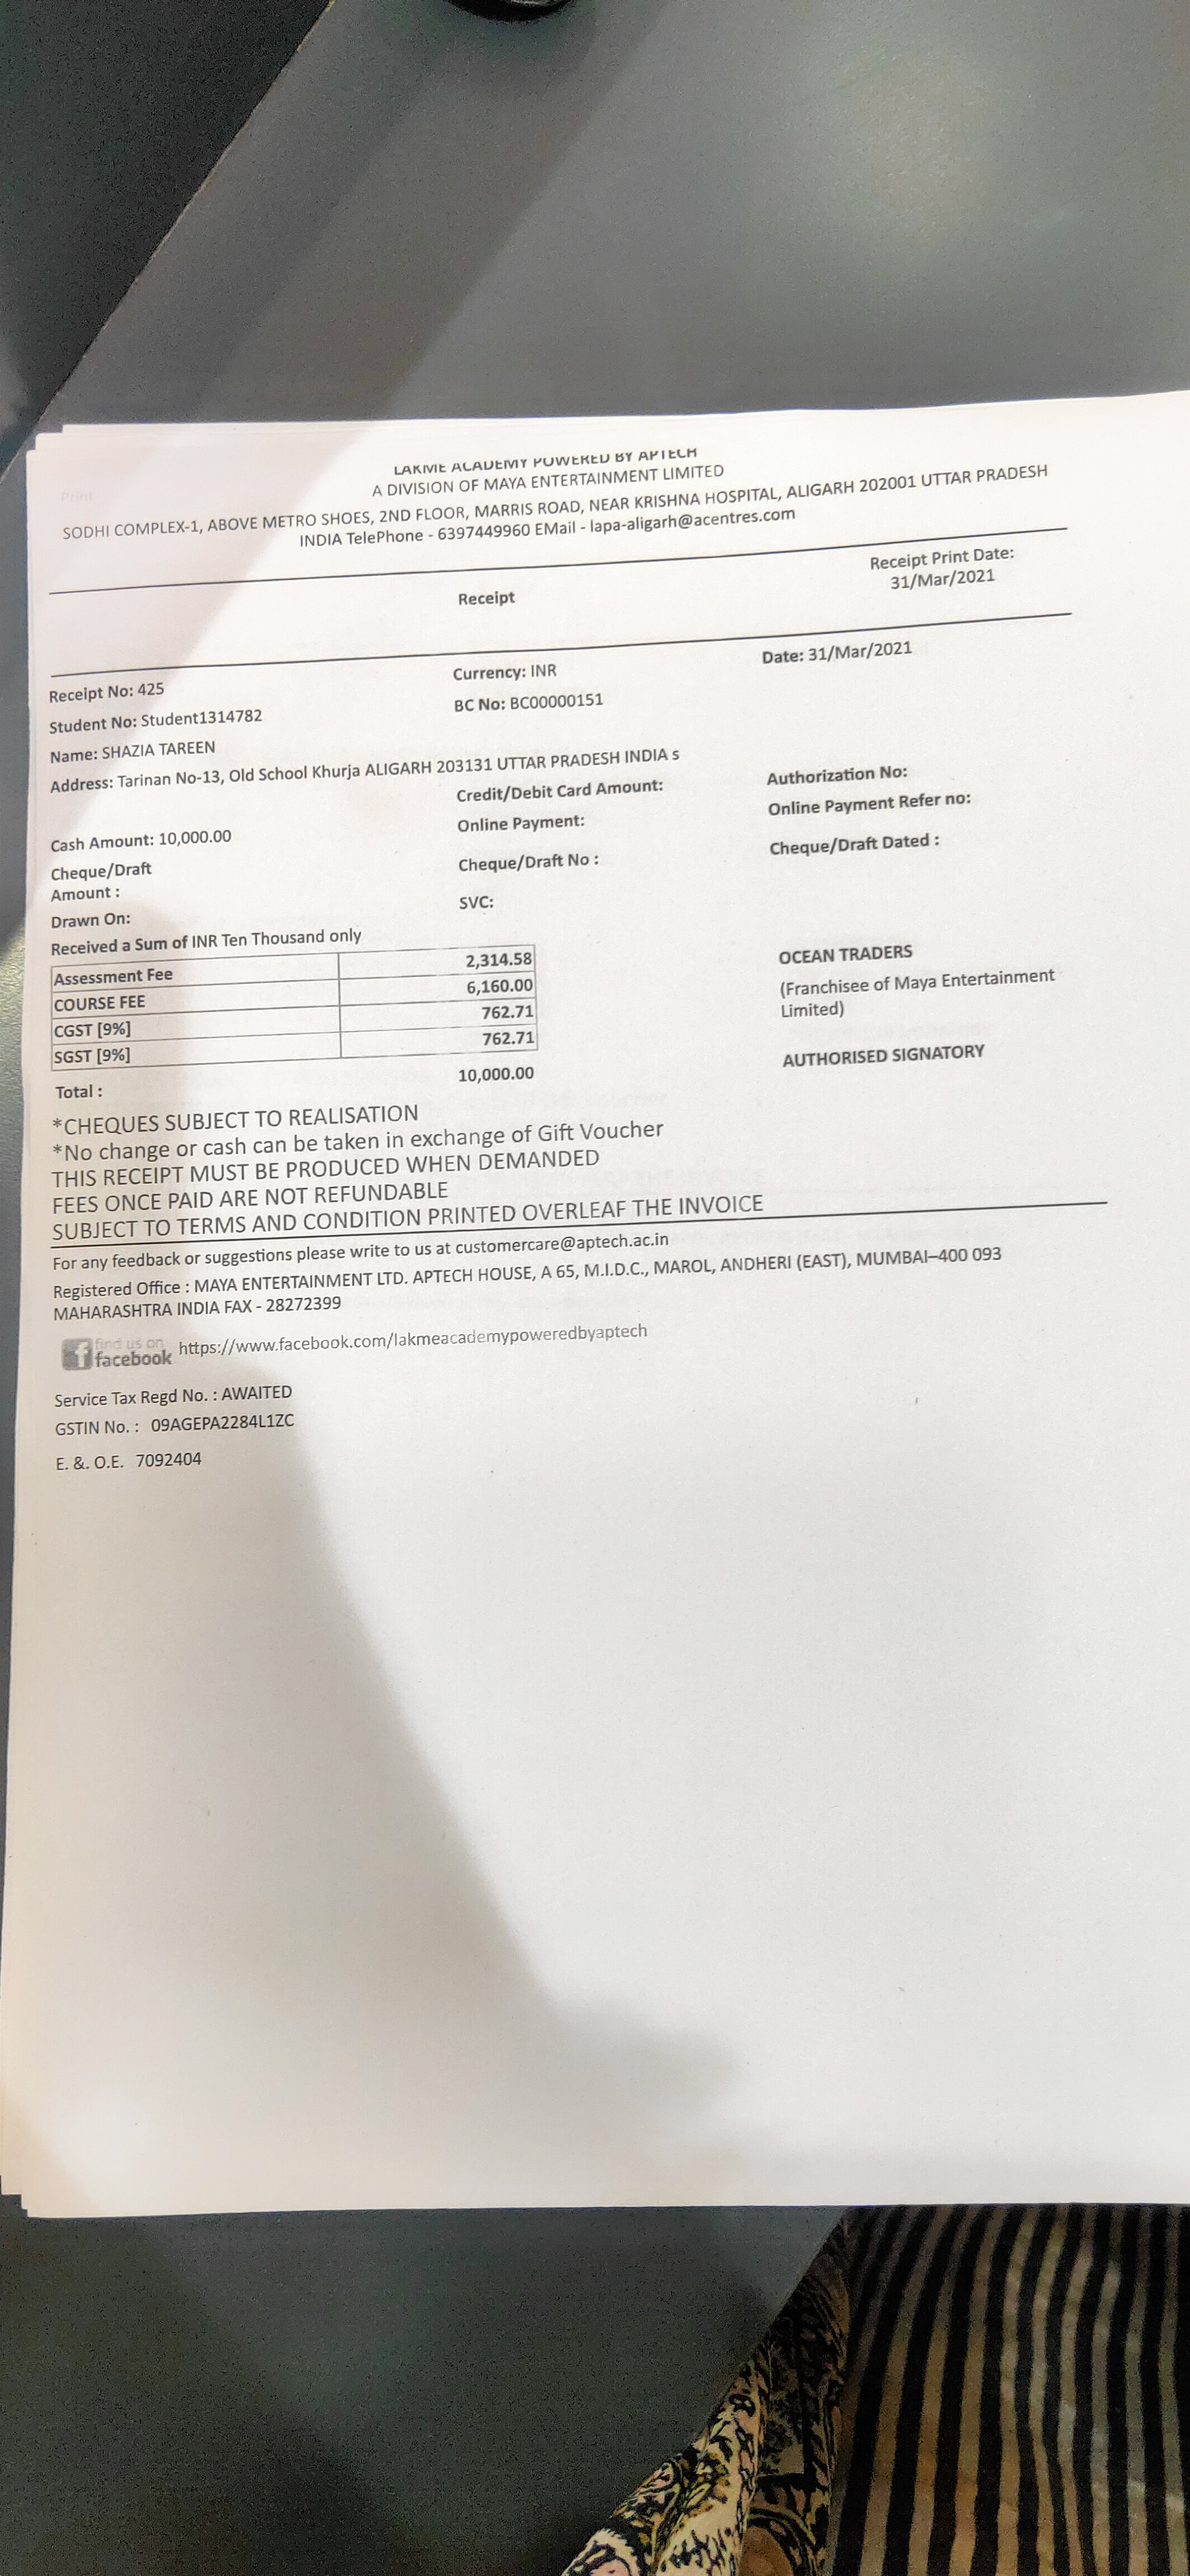 Print
LAKME ACADEMY POWERED BY APTECH
A DIVISION OF MAYA ENTERTAINMENT LIMITED
SODHI COMPLEX-1, ABOVE METRO SHOES, 2ND FLOOR, MARRIS ROAD, NEAR KRISHNA HOSPITAL, ALIGARH 202001 UTTAR PRADESH
INDIA TelePhone - 6397449960 EMail - lapa-aligarh@acentres.com
Receipt
Receipt Print Date:
31/Mar/2021
Receipt No: 425 Currency: INR Date: 31/Mar/2021
Student No: Student1314782 BC No: BC00000151
Name: SHAZIA TAREEN
Address: Tarinan No-13, Old School Khurja ALIGARH 203131 UTTAR PRADESH INDIA s
Credit/Debit Card Amount: Authorization No:
Cash Amount: 10,000.00 Online Payment: Online Payment Refer no:
Cheque/Draft
Amount : Cheque/Draft No : Cheque/Draft Dated :
Drawn On: SVC:
Received a Sum of INR Ten Thousand only
Assessment Fee 2,314.58
COURSE FEE 6,160.00
CGST [9%] 762.71
SGST [9%] 762.71
Total : 10,000.00
OCEAN TRADERS
(Franchisee of Maya Entertainment
Limited)
AUTHORISED SIGNATORY
*CHEQUES SUBJECT TO REALISATION
*No change or cash can be taken in exchange of Gift Voucher
THIS RECEIPT MUST BE PRODUCED WHEN DEMANDED
FEES ONCE PAID ARE NOT REFUNDABLE
SUBJECT TO TERMS AND CONDITION PRINTED OVERLEAF THE INVOICE
For any feedback or suggestions please write to us at customercare@aptech.ac.in
Registered Office : MAYA ENTERTAINMENT LTD. APTECH HOUSE, A 65, M.I.D.C., MAROL, ANDHERI (EAST), MUMBAI–400 093
MAHARASHTRA INDIA FAX - 28272399
find us on
facebook https://www.facebook.com/lakmeacademypoweredbyaptech
Service Tax Regd No. : AWAITED
GSTIN No. : 09AGEPA2284L1ZC
E. &. O.E. 7092404